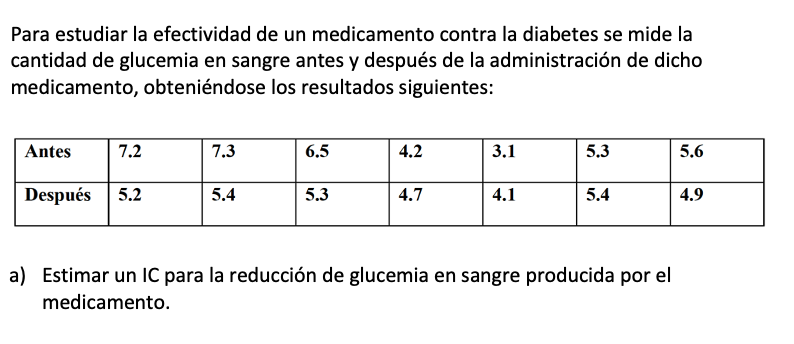 Para estudiar la efectividad de un medicamento contra la diabetes se mide la
cantidad de glucemia en sangre antes y después de la administración de dicho
medicamento, obteniéndose los resultados siguientes:
Antes 7.2 7.3 6.5 4.2 3.1 5.3 5.6
Después 5.2 5.4 5.3 4.7 4.1 5.4 4.9
a) Estimar un IC para la reducción de glucemia en sangre producida por el
medicamento.